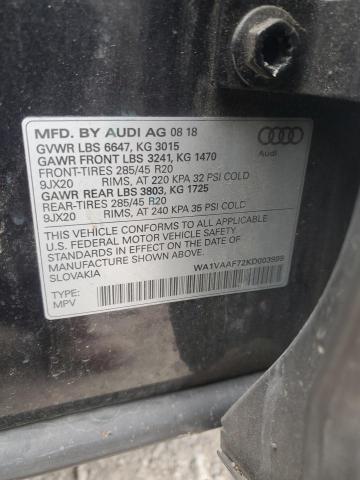 MFD. BY AUDI AG 08 18
GVWR LBS 6647, KG 3015
GAWR FRONT LBS 3241, KG 1470
FRONT-TIRES 285/45 R20
9JX20 RIMS, AT 220 KPA 32 PSI COLD
GAWR REAR LBS 3803, KG 1725
REAR-TIRES 285/45 R20
9JX20 RIMS, AT 240 KPA 35 PSI COLD
THIS VEHICLE CONFORMS TO ALL APPLICABLE
U.S. FEDERAL MOTOR VEHICLE SAFETY
STANDARDS IN EFFECT ON THE DATE OF
MANUFACTURE SHOWN ABOVE.
SLOVAKIA
WA1VAAF72KD003999
TYPE:
MPV
Audi